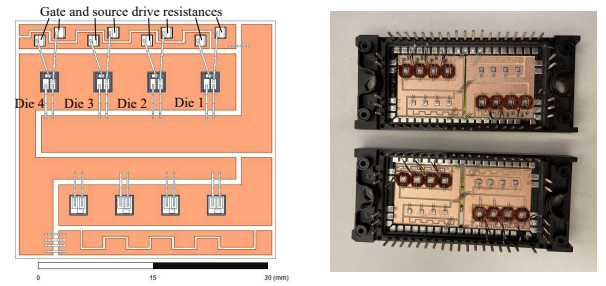 Gate and source drive resistances
Die 4 Die 3 Die 2 Die 1
0 15 30 (mm)